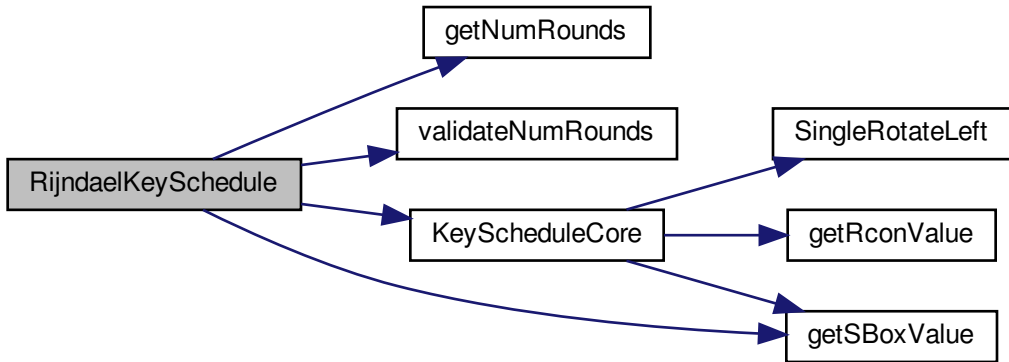 getNumRounds
validateNumRounds
SingleRotateLeft
RijndaelKeySchedule
KeyScheduleCore
getRconValue
getSBoxValue